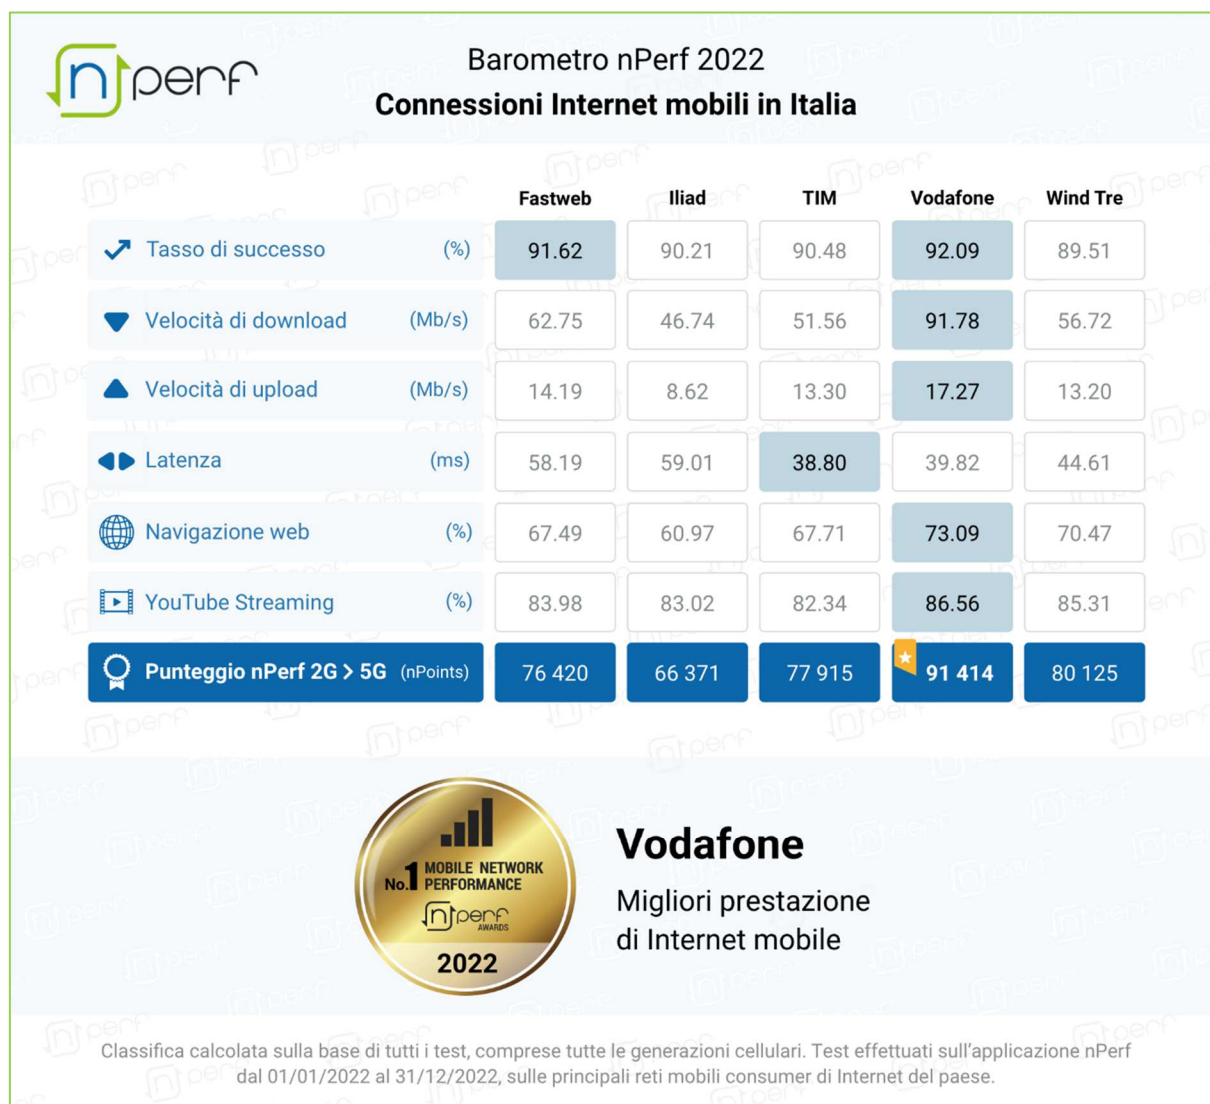 nperf
Barometro nPerf 2022
Connessioni Internet mobili in Italia
Fastweb Iliad TIM Vodafone Wind Tre
Tasso di successo (%) 91.62 90.21 90.48 92.09 89.51
Velocità di download (Mb/s) 62.75 46.74 51.56 91.78 56.72
Velocità di upload (Mb/s) 14.19 8.62 13.30 17.27 13.20
Latenza (ms) 58.19 59.01 38.80 39.82 44.61
Navigazione web (%) 67.49 60.97 67.71 73.09 70.47
YouTube Streaming (%) 83.98 83.02 82.34 86.56 85.31
Punteggio nPerf 2G > 5G (nPoints) 76 420 66 371 77 915 91 414 80 125
No.1 MOBILE NETWORK
PERFORMANCE
nperf
AWARDS
2022
Vodafone
Migliori prestazione
di Internet mobile
Classifica calcolata sulla base di tutti i test, comprese tutte le generazioni cellulari. Test effettuati sull'applicazione nPerf
dal 01/01/2022 al 31/12/2022, sulle principali reti mobili consumer di Internet del paese.